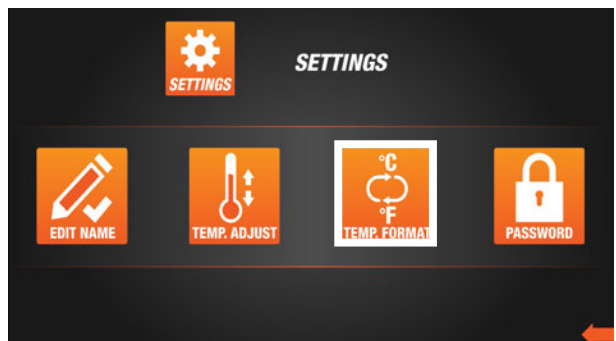 SETTINGS
SETTINGS
°C
°F
EDIT NAME
TEMP. ADJUST
TEMP. FORMAT
PASSWORD